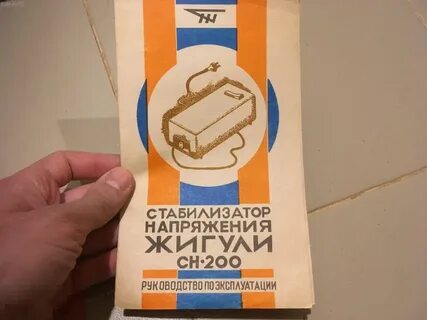 СТАБИЛИЗАТОР
НАПРЯЖЕНИЯ
ЖИГУЛИ
СН-200
РУКОВОДСТВО ПО ЭКСПЛУАТАЦИИ